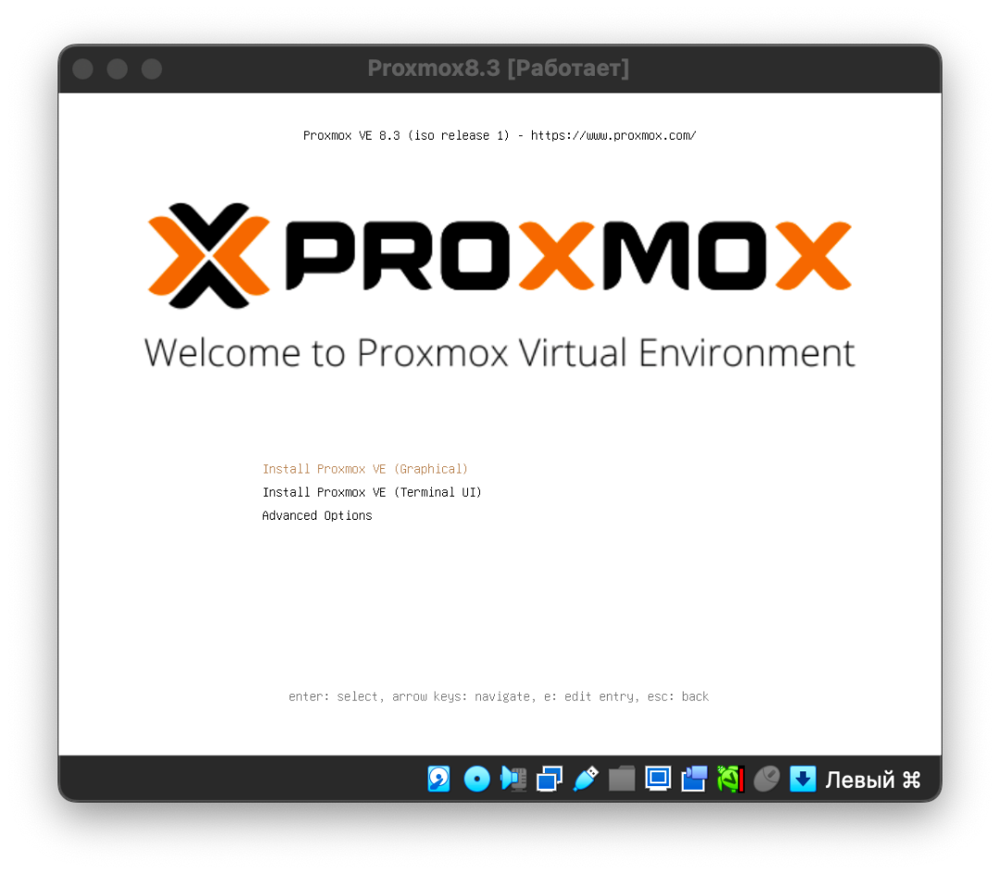 Proxmox8.3 [Работает]
Proxmox VE 8.3 (iso release 1) - https://www.proxmox.com/
PROXMOX
Welcome to Proxmox Virtual Environment
Install Proxmox VE (Graphical)
Install Proxmox VE (Terminal UI)
Advanced Options
enter: select, arrow keys: navigate, e: edit entry, esc: back
Левый ⌘